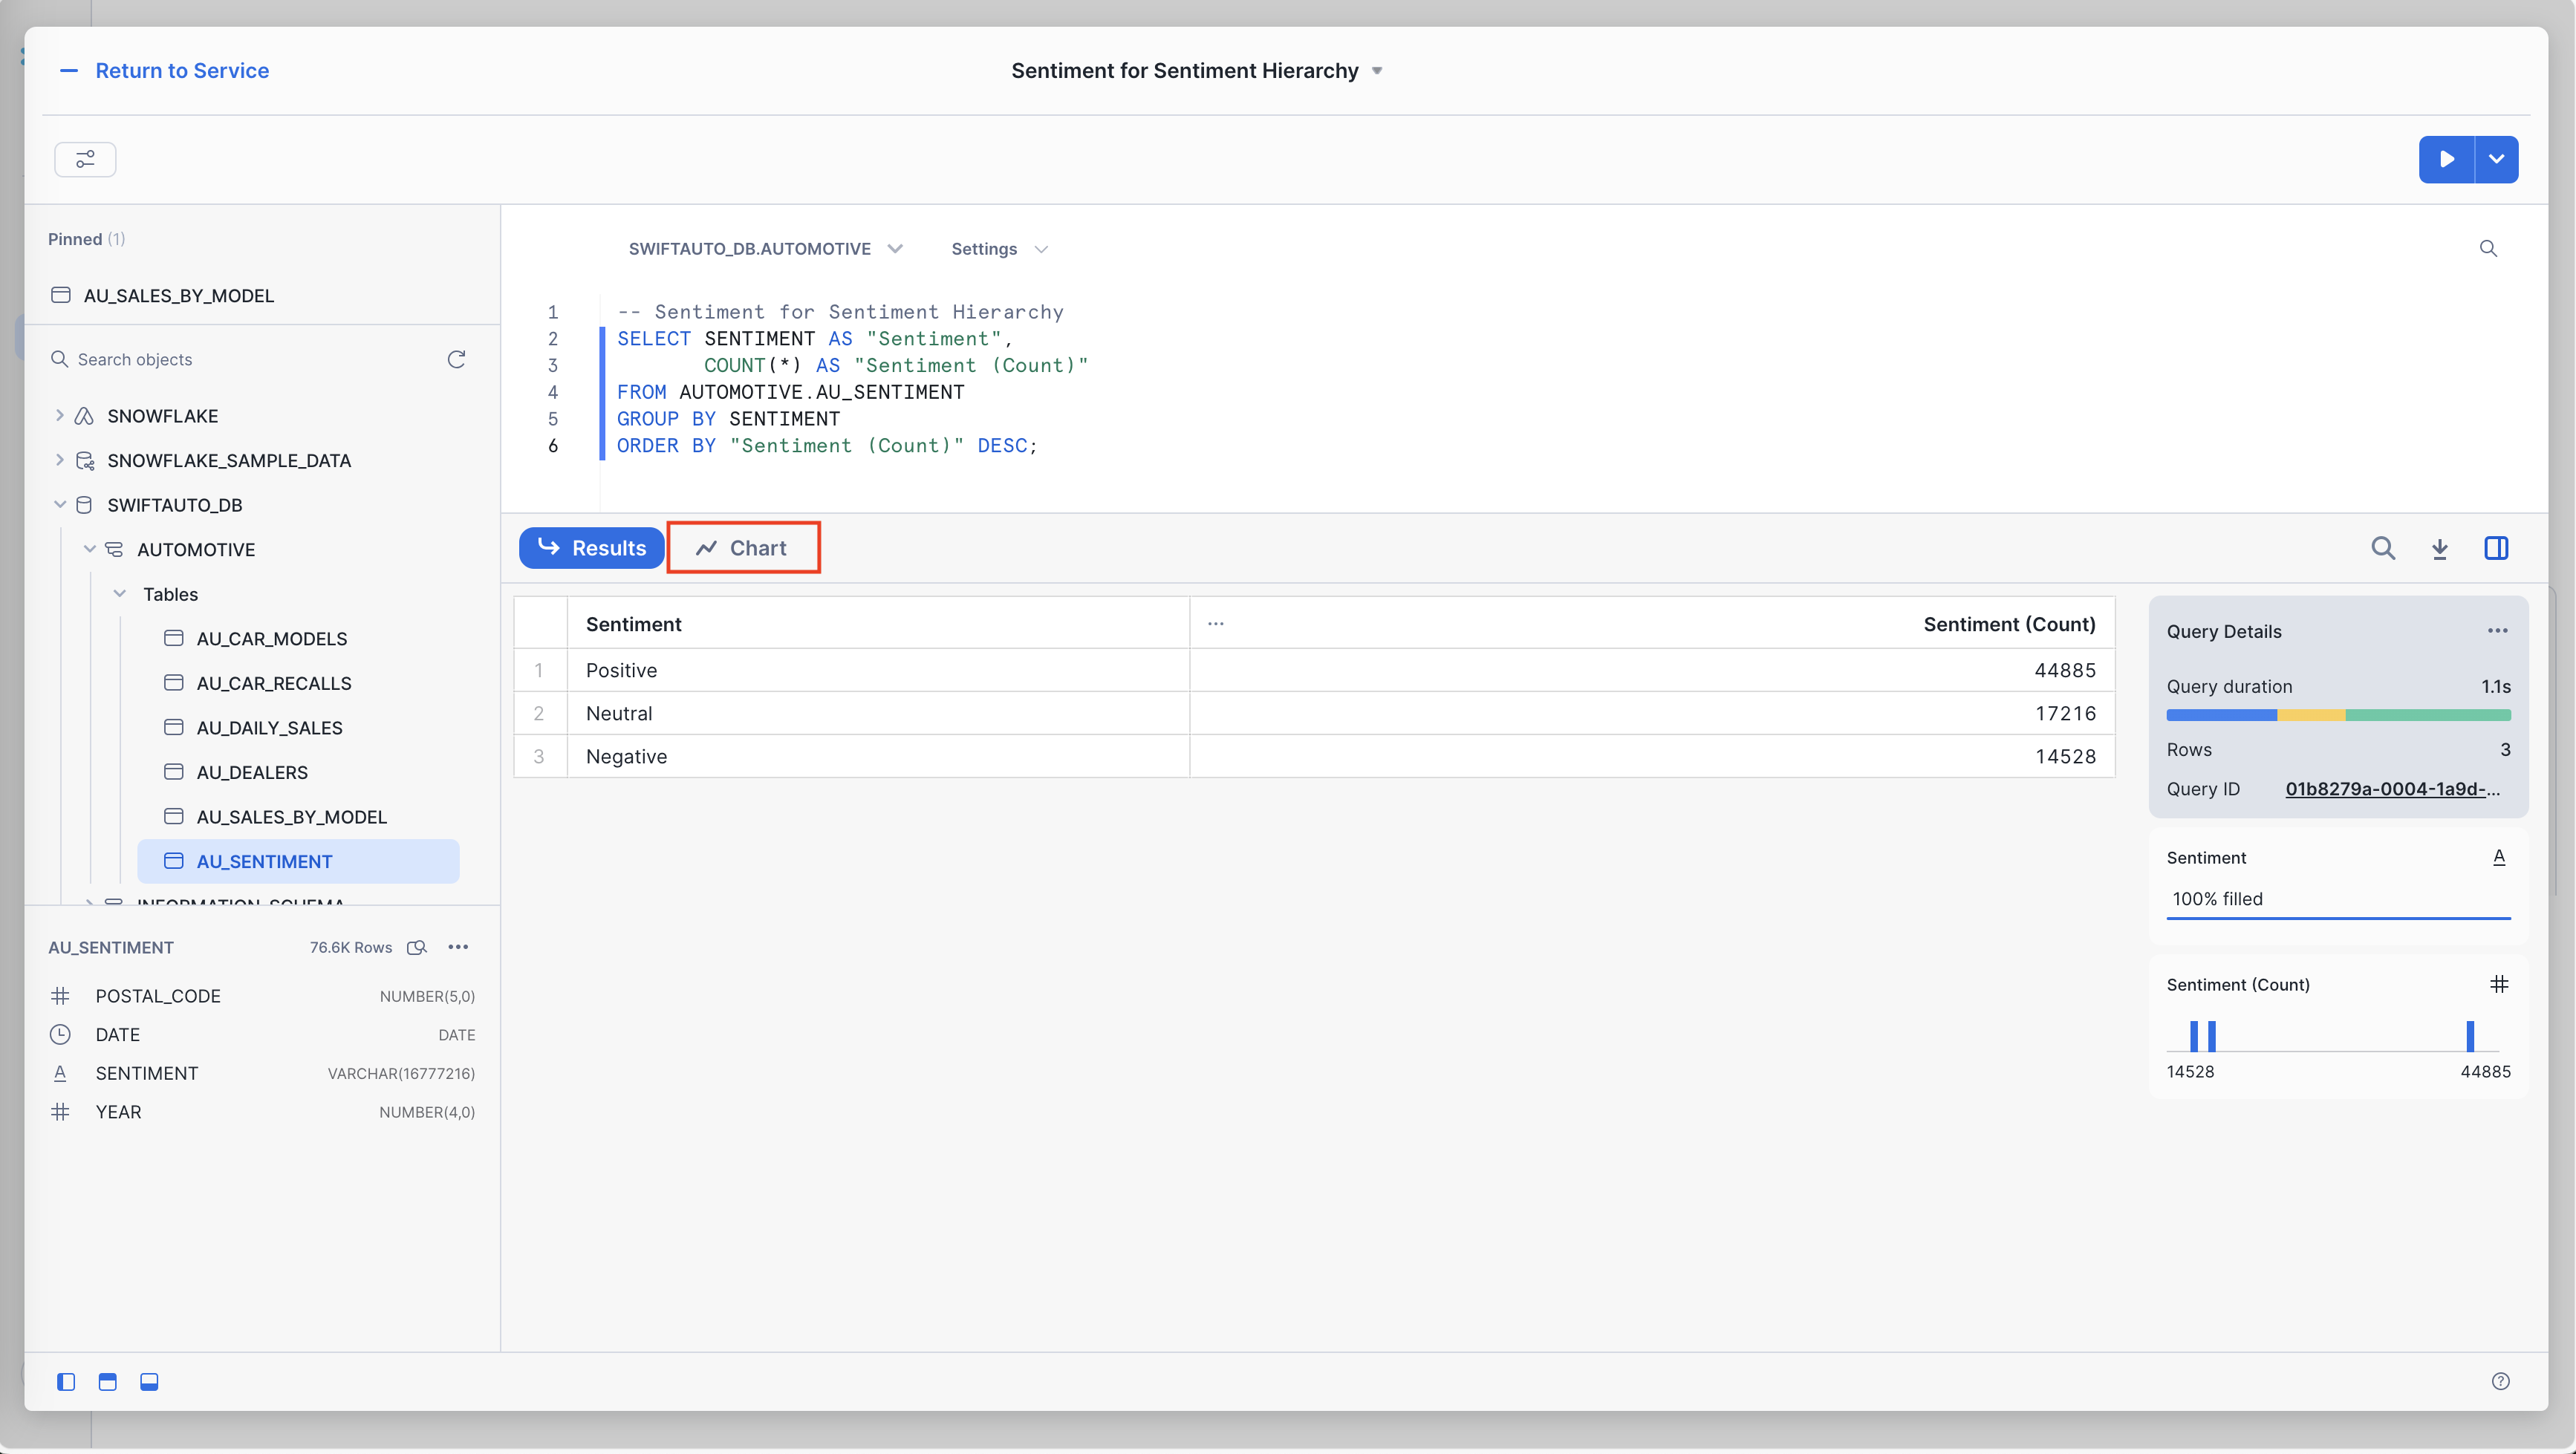 Return to Service
Sentiment for Sentiment Hierarchy
Pinned (1)
AU_SALES_BY_MODEL
Search objects
SNOWFLAKE
SNOWFLAKE_SAMPLE_DATA
SWIFTAUTO_DB
AUTOMOTIVE
Tables
AU_CAR_MODELS
AU_CAR_RECALLS
AU_DAILY_SALES
AU_DEALERS
AU_SALES_BY_MODEL
AU_SENTIMENT
INFORMATION_SCHEMA
AU_SENTIMENT 76.6K Rows
POSTAL_CODE NUMBER(5,0)
DATE DATE
SENTIMENT VARCHAR(16777216)
YEAR NUMBER(4,0)
SWIFTAUTO_DB.AUTOMOTIVE Settings
1 -- Sentiment for Sentiment Hierarchy
2 SELECT SENTIMENT AS "Sentiment",
3 COUNT(*) AS "Sentiment (Count)"
4 FROM AUTOMOTIVE.AU_SENTIMENT
5 GROUP BY SENTIMENT
6 ORDER BY "Sentiment (Count)" DESC;
Results Chart
Sentiment ... Sentiment (Count)
1 Positive 44885
2 Neutral 17216
3 Negative 14528
Query Details
Query duration 1.1s
Rows 3
Query ID 01b8279a-0004-1a9d-...
Sentiment
100% filled
Sentiment (Count)
14528 44885